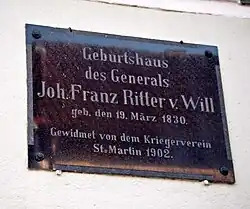 Geburtshaus
des Generals
Joh. Franz Ritter v. Will
geb. den 19. März 1830.
Gewidmet von dem Kriegerverein
St. Martin 1902.